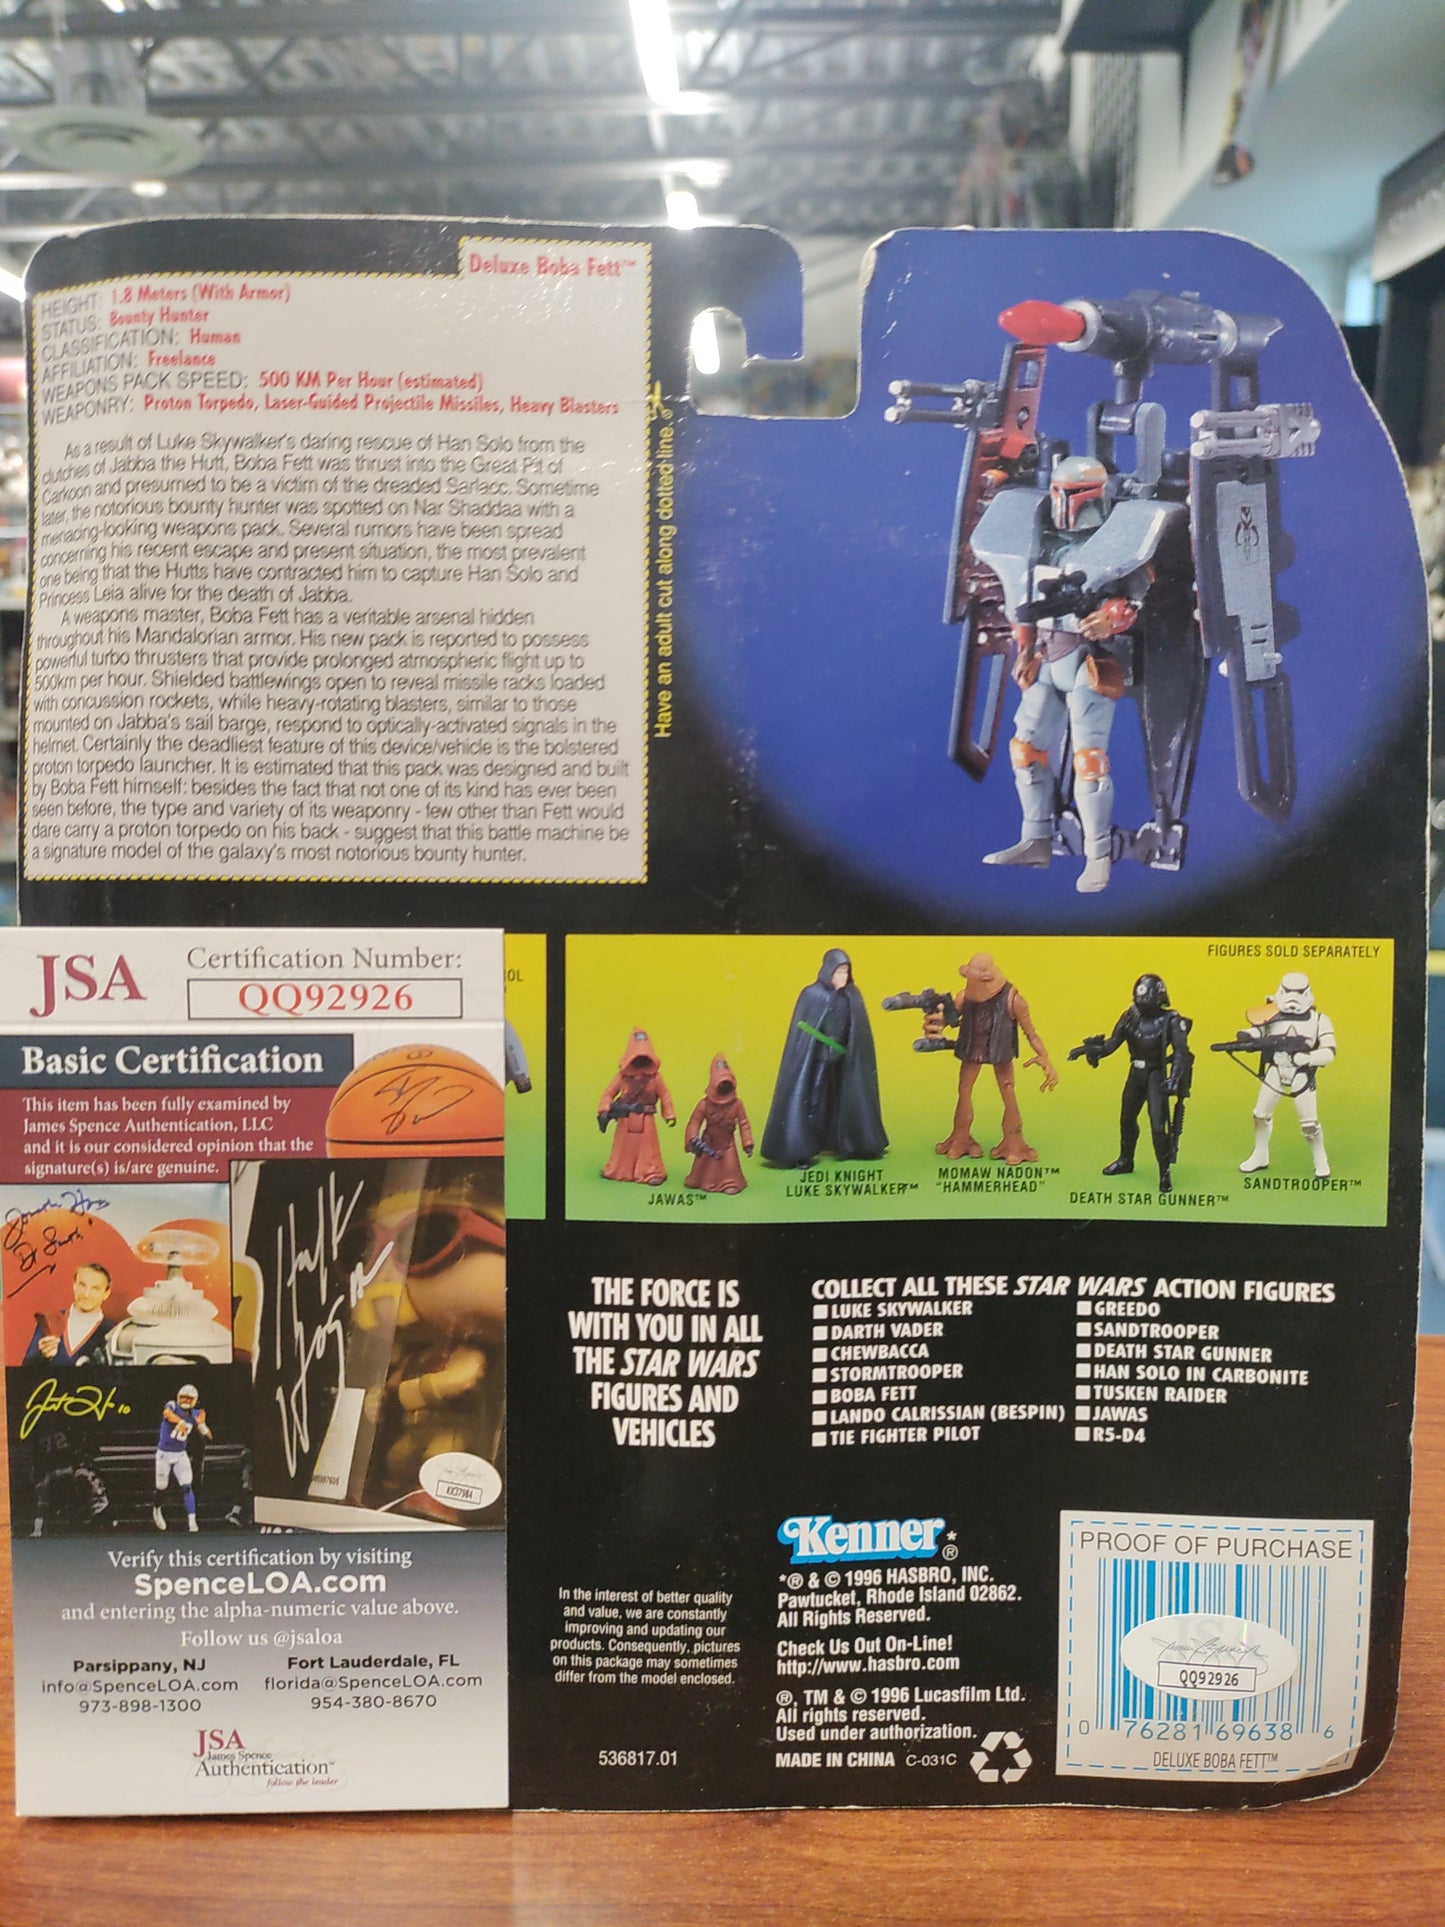 Deluxe Boba Fett™
HEIGHT: 1.8 Meters (With Armor)
STATUS: Bounty Hunter
CLASSIFICATION: Human
AFFILIATION: Freelance
WEAPONS PACK SPEED: 500 KM Per Hour (estimated)
WEAPONRY: Proton Torpedo, Laser-Guided Projectile Missiles, Heavy Blasters
As a result of Luke Skywalker's daring rescue of Han Solo from the
clutches of Jabba the Hutt, Boba Fett was thrust into the Great Pit of
Carkoon and presumed to be a victim of the dreaded Sarlacc. Sometime
later, the notorious bounty hunter was spotted on Nar Shaddaa with a
menacing-looking weapons pack. Several rumors have been spread
concerning his recent escape and present situation, the most prevalent
one being that the Hutts have contracted him to capture Han Solo and
Princess Leia alive for the death of Jabba.
A weapons master, Boba Fett has a veritable arsenal hidden
throughout his Mandalorian armor. His new pack is reported to possess
powerful turbo thrusters that provide prolonged atmospheric flight up to
500km per hour. Shielded battlewings open to reveal missile racks loaded
with concussion rockets, while heavy-rotating blasters, similar to those
mounted on Jabba's sail barge, respond to optically-activated signals in the
helmet. Certainly the deadliest feature of this device/vehicle is the bolstered
proton torpedo launcher. It is estimated that this pack was designed and built
by Boba Fett himself: besides the fact that not one of its kind has ever been
seen before, the type and variety of its weaponry - few other than Fett would
dare carry a proton torpedo on his back - suggest that this battle machine be
a signature model of the galaxy's most notorious bounty hunter.
Have an adult cut along dotted line.
JSA
Certification Number:
QQ92926
Basic Certification
This item has been fully examined by
James Spence Authentication, LLC
and it is our considered opinion that the
signature(s) is/are genuine.
KK37984
Verify this certification by visiting
SpenceLOA.com
and entering the alpha-numeric value above.
Follow us @jsaloa
Parsippany, NJ
info@SpenceLOA.com
973-898-1300
Fort Lauderdale, FL
florida@SpenceLOA.com
954-380-8670
JSA
James Spence
Authentication™
follow the leader
OL
FIGURES SOLD SEPARATELY
JAWAS™
JEDI KNIGHT
LUKE SKYWALKER™
MOMAW NADON™
"HAMMERHEAD"
DEATH STAR GUNNER™
SANDTROOPER™
THE FORCE IS
WITH YOU IN ALL
THE STAR WARS
FIGURES AND
VEHICLES
COLLECT ALL THESE STAR WARS ACTION FIGURES
LUKE SKYWALKER
DARTH VADER
CHEWBACCA
STORMTROOPER
BOBA FETT
LANDO CALRISSIAN (BESPIN)
TIE FIGHTER PILOT
GREEDO
SANDTROOPER
DEATH STAR GUNNER
HAN SOLO IN CARBONITE
TUSKEN RAIDER
JAWAS
R5-D4
In the interest of better quality
and value, we are constantly
improving and updating our
products. Consequently, pictures
on this package may sometimes
differ from the model enclosed.
536817.01
Kenner*®
*® & © 1996 HASBRO, INC.
Pawtucket, Rhode Island 02862.
All Rights Reserved.
Check Us Out On-Line!
http://www.hasbro.com
®, TM & © 1996 Lucasfilm Ltd.
All rights reserved.
Used under authorization.
MADE IN CHINA C-031C
PROOF OF PURCHASE
QQ92926
0 76281 69638 6
DELUXE BOBA FETT™